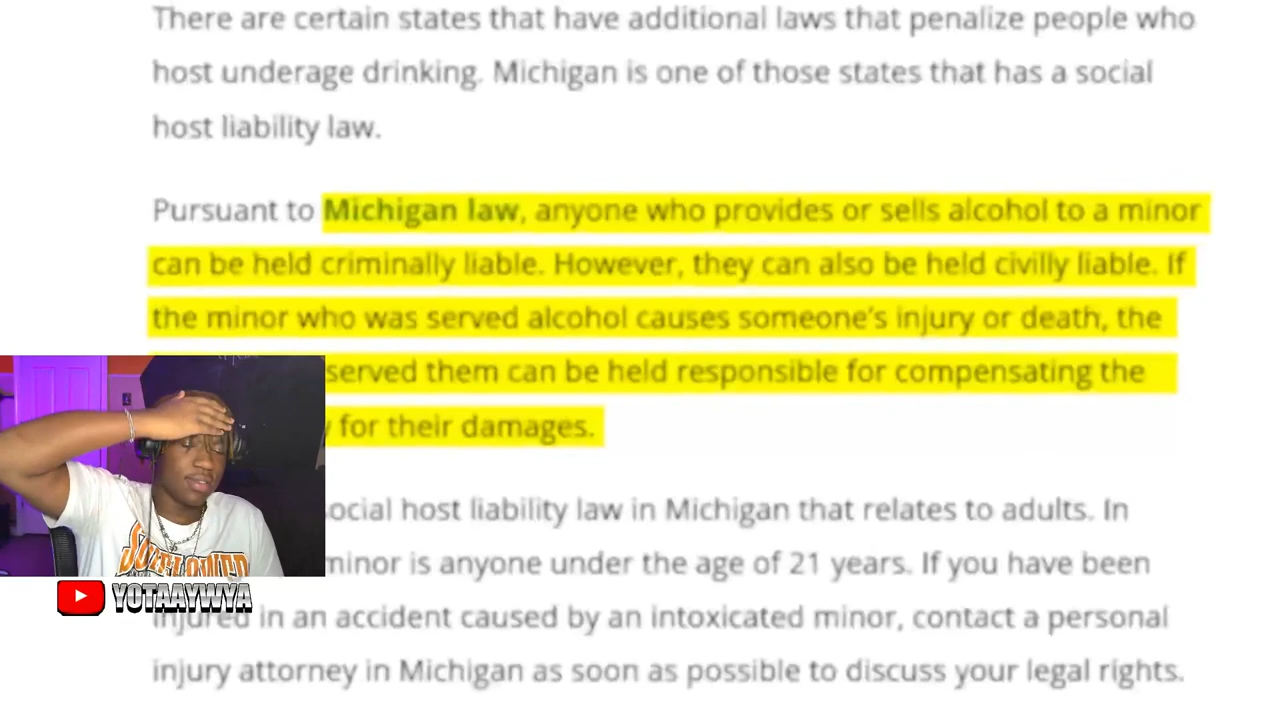 There are certain states that have additional laws that penalize people who
host underage drinking. Michigan is one of those states that has a social
host liability law.
Pursuant to Michigan law, anyone who provides or sells alcohol to a minor
can be held criminally liable. However, they can also be held civilly liable. If
the minor who was served alcohol causes someone's injury or death, the
served them can be held responsible for compensating the
for their damages.
social host liability law in Michigan that relates to adults. In
minor is anyone under the age of 21 years. If you have been
injured in an accident caused by an intoxicated minor, contact a personal
injury attorney in Michigan as soon as possible to discuss your legal rights.
YOTAAYWYA